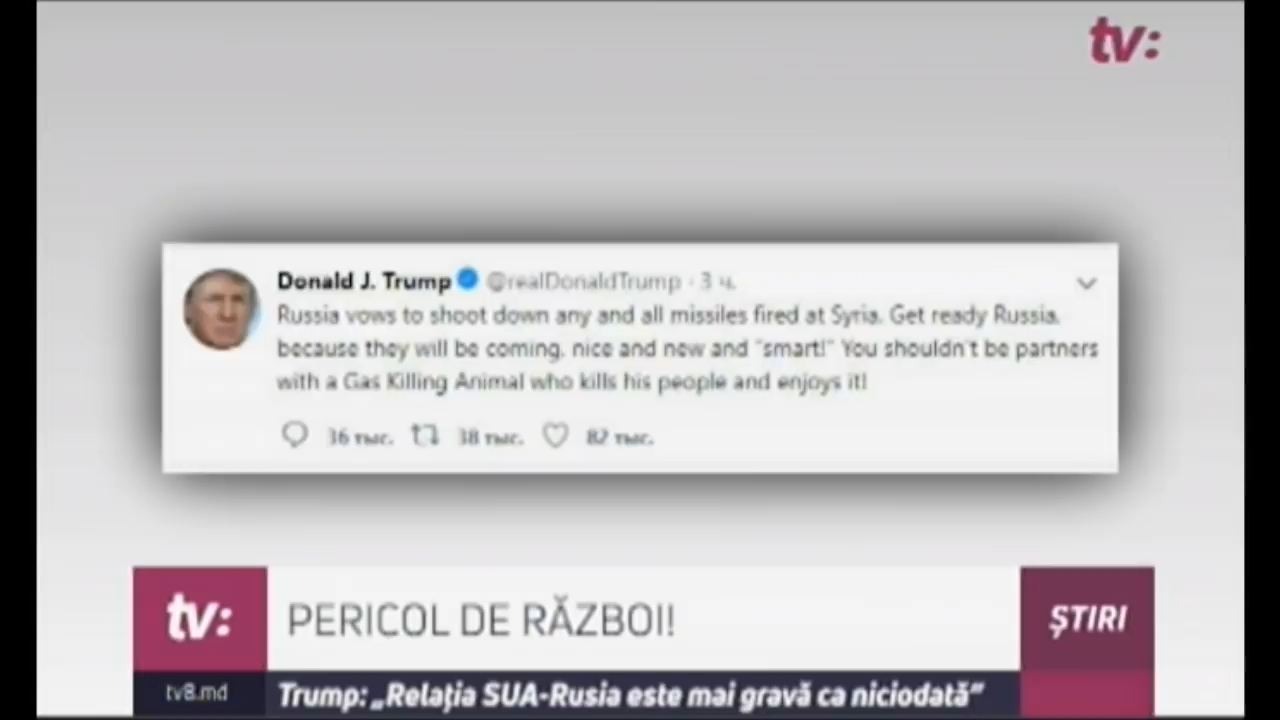 tv:
Donald J. Trump @realDonaldTrump · 3 ч.
Russia vows to shoot down any and all missiles fired at Syria. Get ready Russia,
because they will be coming, nice and new and "smart!" You shouldn't be partners
with a Gas Killing Animal who kills his people and enjoys it!
36 тыс. 38 тыс. 82 тыс.
tv: PERICOL DE RĂZBOI! ȘTIRI
tv8.md Trump: „Relația SUA-Rusia este mai gravă ca niciodată”